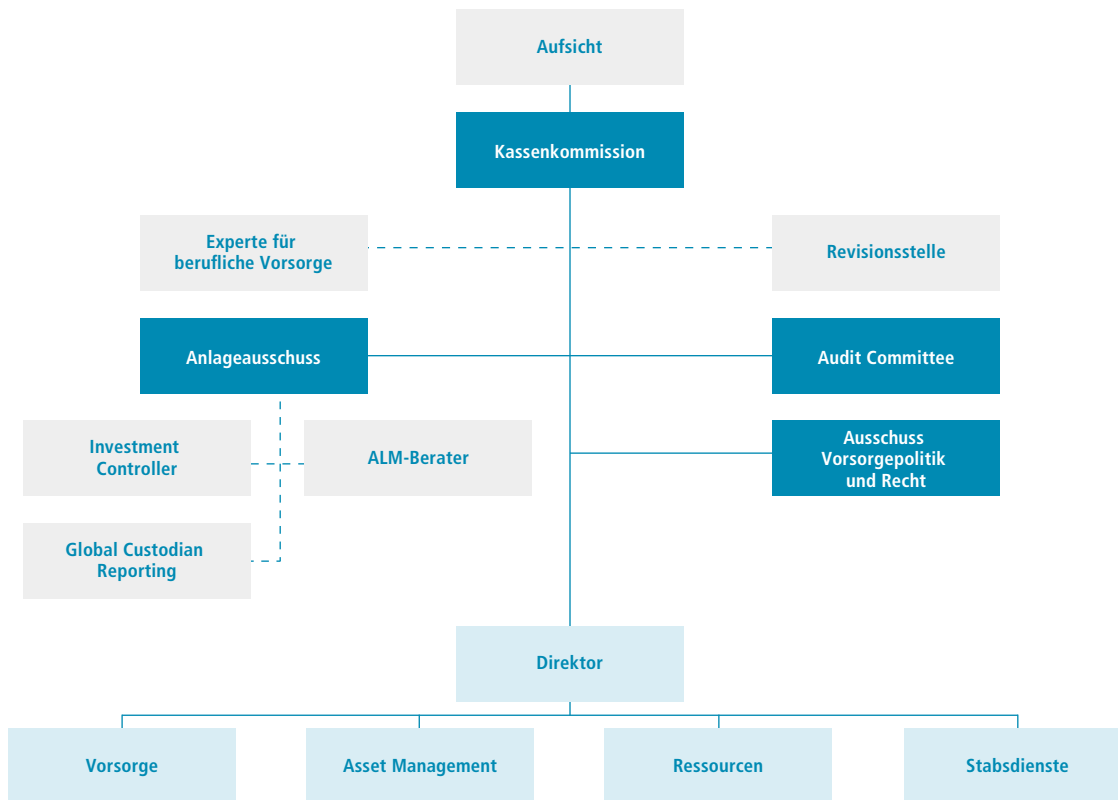 Aufsicht
Kassenkommission
Experte für
berufliche Vorsorge
Revisionsstelle
Anlageausschuss
Audit Committee
Investment
Controller
ALM-Berater
Ausschuss
Vorsorgepolitik
und Recht
Global Custodian
Reporting
Direktor
Vorsorge
Asset Management
Ressourcen
Stabsdienste